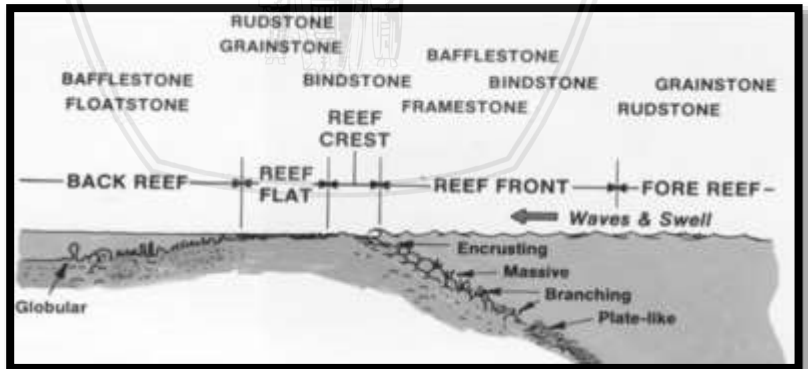 RUDSTONE
GRAINSTONE
BAFFLESTONE
BAFFLESTONE
FLOATSTONE
BINDSTONE
BINDSTONE
GRAINSTONE
FRAMESTONE
RUDSTONE
REEF
CREST
BACK REEF
REEF
FLAT
REEF FRONT
FORE REEF
Waves & Swell
Encrusting
Massive
Branching
Plate-like
Globular